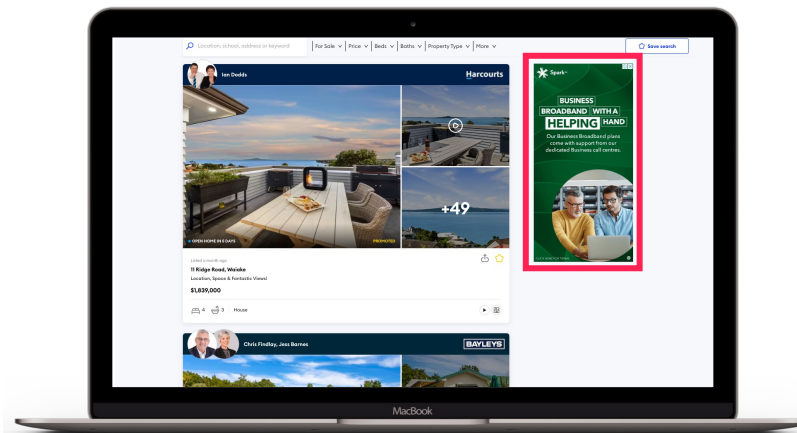 Location, school, address or keyword
For Sale
Price
Beds
Baths
Property Type
More
Save search
Ian Dodds
Harcourts
+49
OPEN HOME IN 5 DAYS
PROMOTED
Listed a month ago
11 Ridge Road, Waiake
Location, Space & Fantastic Views!
$1,839,000
4
3
House
Chris Findlay, Jess Barnes
BAYLEYS
Spark
BUSINESS
BROADBAND WITH A
HELPING HAND
Our Business Broadband plans
come with support from our
dedicated Business call centres.
MacBook